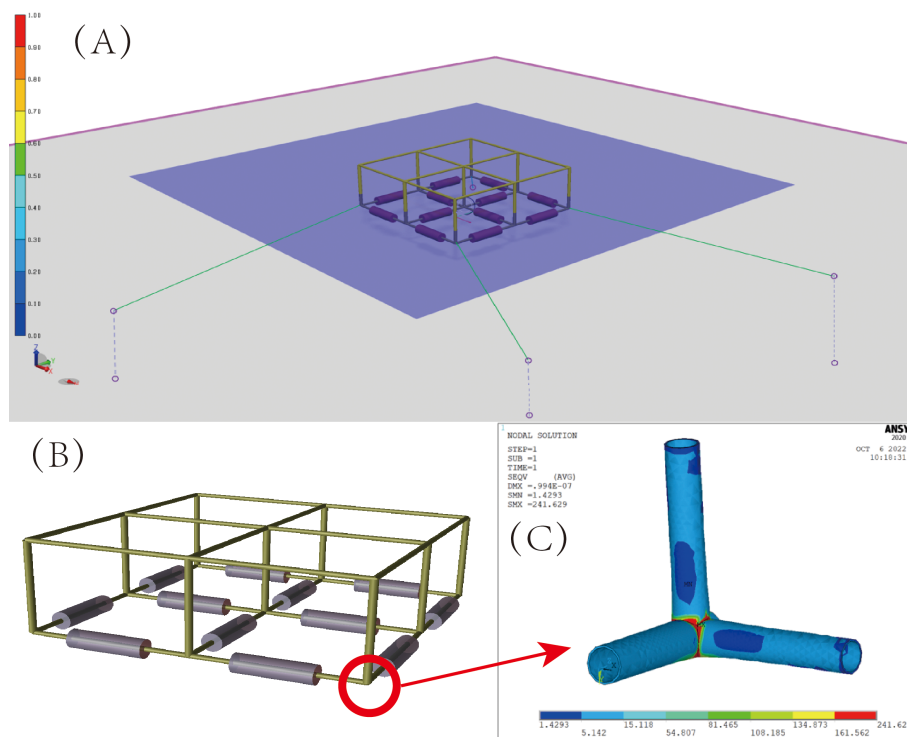 (A)
1.00
0.90
0.80
0.70
0.60
0.50
0.40
0.30
0.20
0.10
0.00
Z
Y
X
(B)
1
NODAL SOLUTION
STEP=1
SUB =1
TIME=1
SEQV (AVG)
DMX =.994E-07
SMN =1.4293
SMX =241.629
ANSY
2020
OCT 6 2022
10:18:31
(C)
1.4293 15.118 81.465 134.873 241.62
5.142 54.807 108.185 161.562